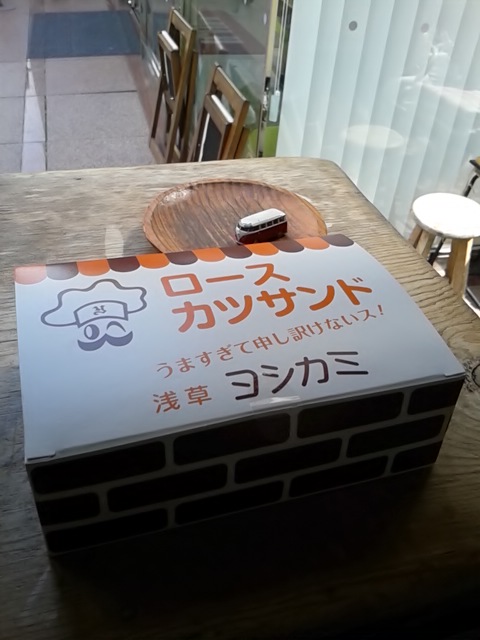 ロース
カツサンド
うますぎて申し訳けないス!
浅草 ヨシカミ